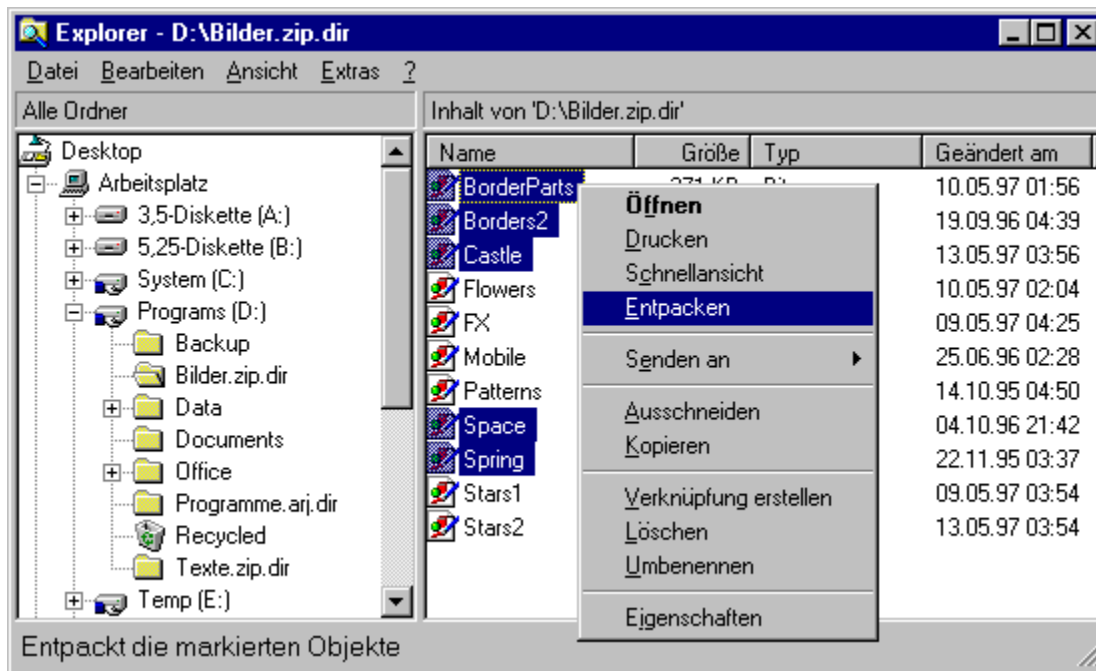 Explorer - D:\Bilder.zip.dir
Datei Bearbeiten Ansicht Extras ?
Alle Ordner
Inhalt von 'D:\Bilder.zip.dir'
Desktop
Arbeitsplatz
3,5-Diskette (A:)
5,25-Diskette (B:)
System (C:)
Programs (D:)
Backup
Bilder.zip.dir
Data
Documents
Office
Programme.arj.dir
Recycled
Texte.zip.dir
Temp (E:)
Name Größe Typ Geändert am
BorderParts 10.05.97 01:56
Borders2 19.09.96 04:39
Castle 13.05.97 03:56
Flowers 10.05.97 02:04
FX 09.05.97 04:25
Mobile 25.06.96 02:28
Patterns 14.10.95 04:50
Space 04.10.96 21:42
Spring 22.11.95 03:37
Stars1 09.05.97 03:54
Stars2 13.05.97 03:54
Öffnen
Drucken
Schnellansicht
Entpacken
Senden an
Ausschneiden
Kopieren
Verknüpfung erstellen
Löschen
Umbenennen
Eigenschaften
Entpackt die markierten Objekte